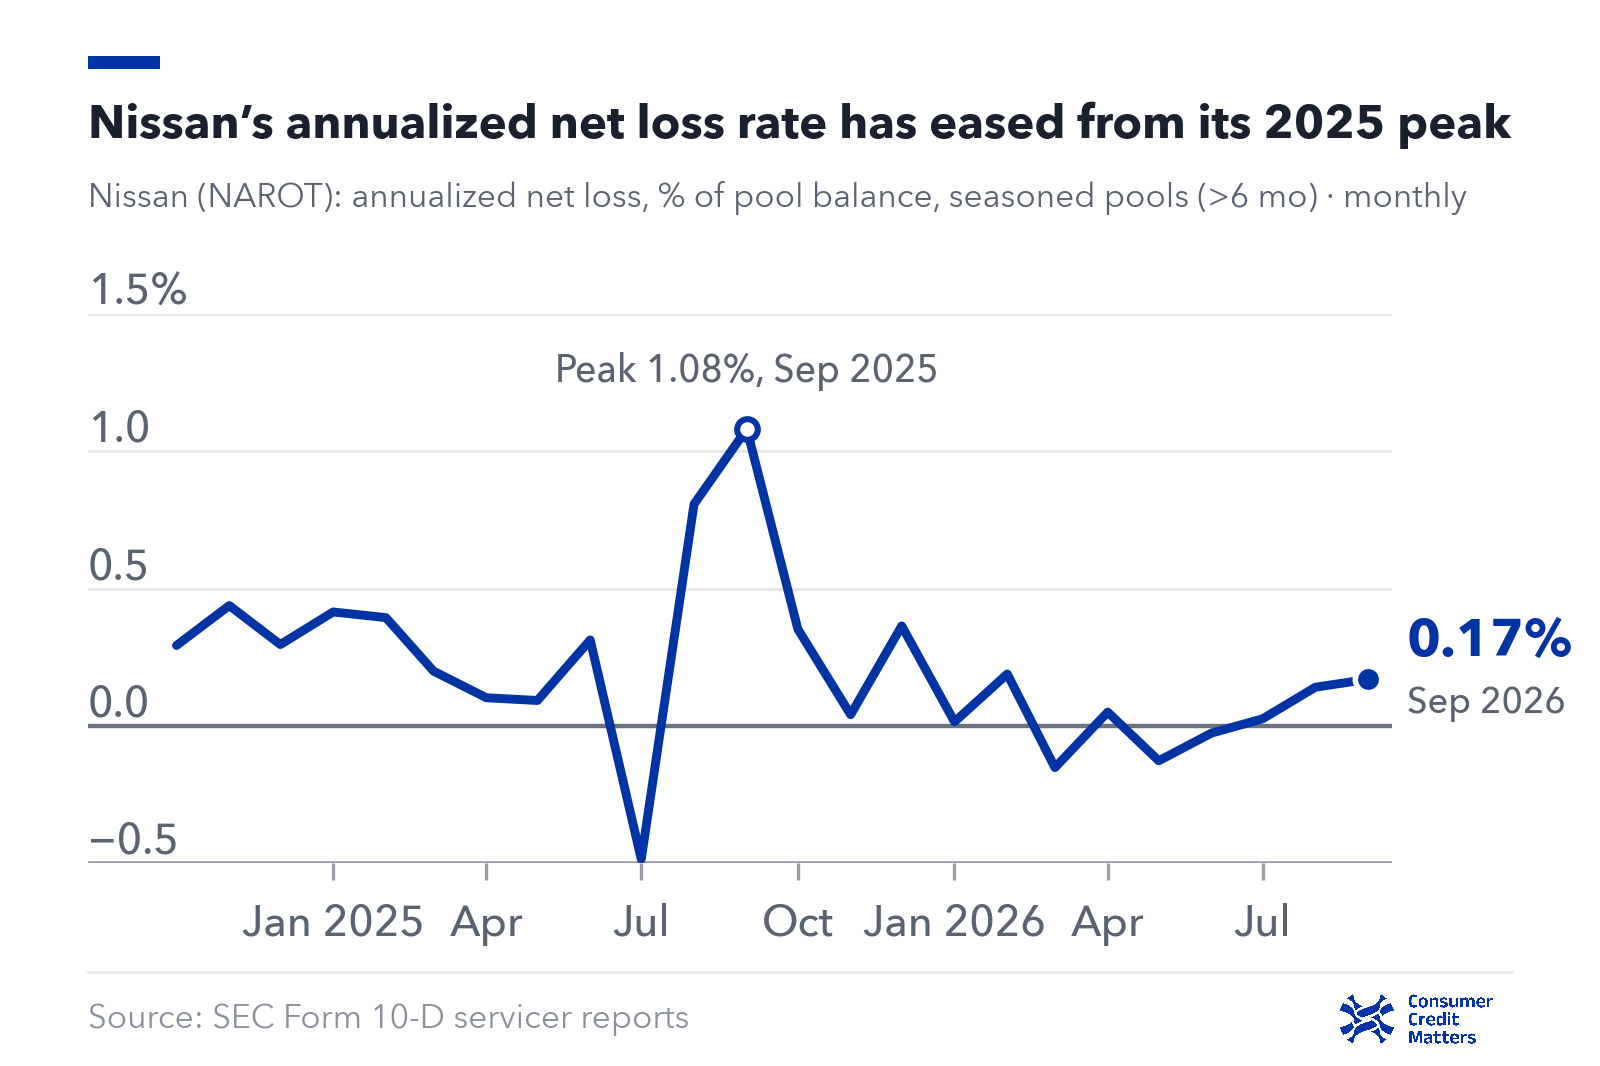 Nissan’s annualized net loss rate has eased from its 2025 peak
Nissan (NAROT): annualized net loss, % of pool balance, seasoned pools (>6 mo) · monthly
1.5%
Peak 1.08%, Sep 2025
1.0
0.5
0.17%
Sep 2026
0.0
−0.5
Jan 2025 Apr Jul Oct Jan 2026 Apr Jul
Source: SEC Form 10-D servicer reports
Consumer
Credit
Matters